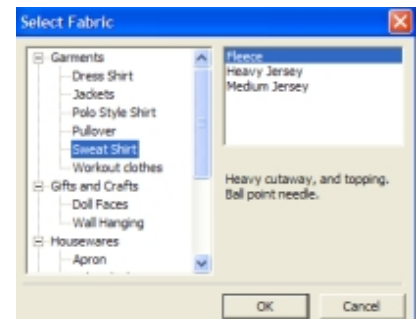 Select Fabric
Garments
Dress Shirt
Jackets
Polo Style Shirt
Pullover
Sweat Shirt
Workout clothes
Gifts and Crafts
Doll Faces
Wall Hanging
Housewares
Apron
Fleece
Heavy Jersey
Medium Jersey
Heavy cutaway, and topping.
Ball point needle.
OK
Cancel